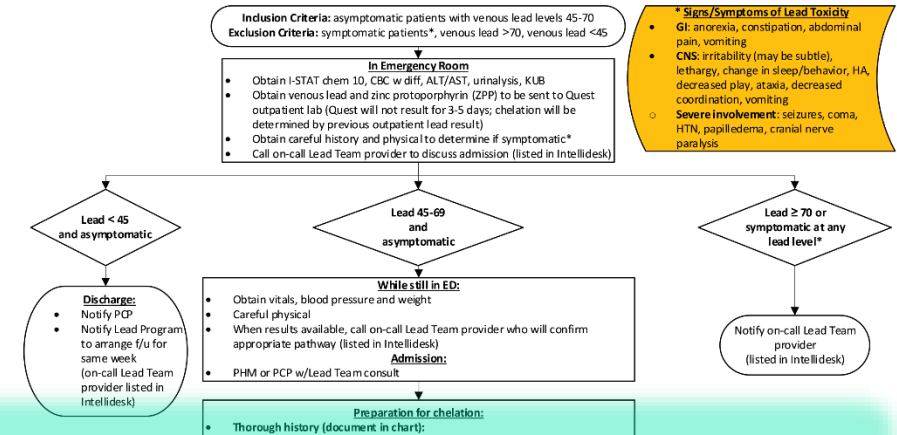 Inclusion Criteria: asymptomatic patients with venous lead levels 45-70
Exclusion Criteria: symptomatic patients*, venous lead >70, venous lead <45
* Signs/Symptoms of Lead Toxicity
• GI: anorexia, constipation, abdominal
pain, vomiting
• CNS: irritability (may be subtle),
lethargy, change in sleep/behavior, HA,
decreased play, ataxia, decreased
coordination, vomiting
○ Severe involvement: seizures, coma,
HTN, papilledema, cranial nerve
paralysis
In Emergency Room
• Obtain I-STAT chem 10, CBC w diff, ALT/AST, urinalysis, KUB
• Obtain venous lead and zinc protoporphyrin (ZPP) to be sent to Quest
outpatient lab (Quest will not result for 3-5 days; chelation will be
determined by previous outpatient lead result)
• Obtain careful history and physical to determine if symptomatic*
• Call on-call Lead Team provider to discuss admission (listed in Intellidesk)
Lead < 45
and asymptomatic
Lead 45-69
and
asymptomatic
Lead ≥ 70 or
symptomatic at any
lead level*
Discharge:
• Notify PCP
• Notify Lead Program
to arrange f/u for
same week
(on-call Lead Team
provider listed in
Intellidesk)
While still in ED:
• Obtain vitals, blood pressure and weight
• Careful physical
• When results available, call on-call Lead Team provider who will confirm
appropriate pathway (listed in Intellidesk)
Admission:
• PHM or PCP w/Lead Team consult
Notify on-call Lead Team
provider
(listed in Intellidesk)
Preparation for chelation:
• Thorough history (document in chart):